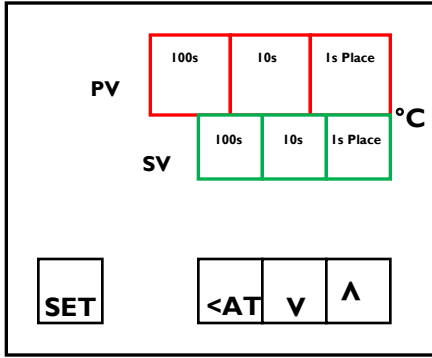 100s 10s 1s Place
PV
°C
100s 10s 1s Place
SV
SET <AT V Λ